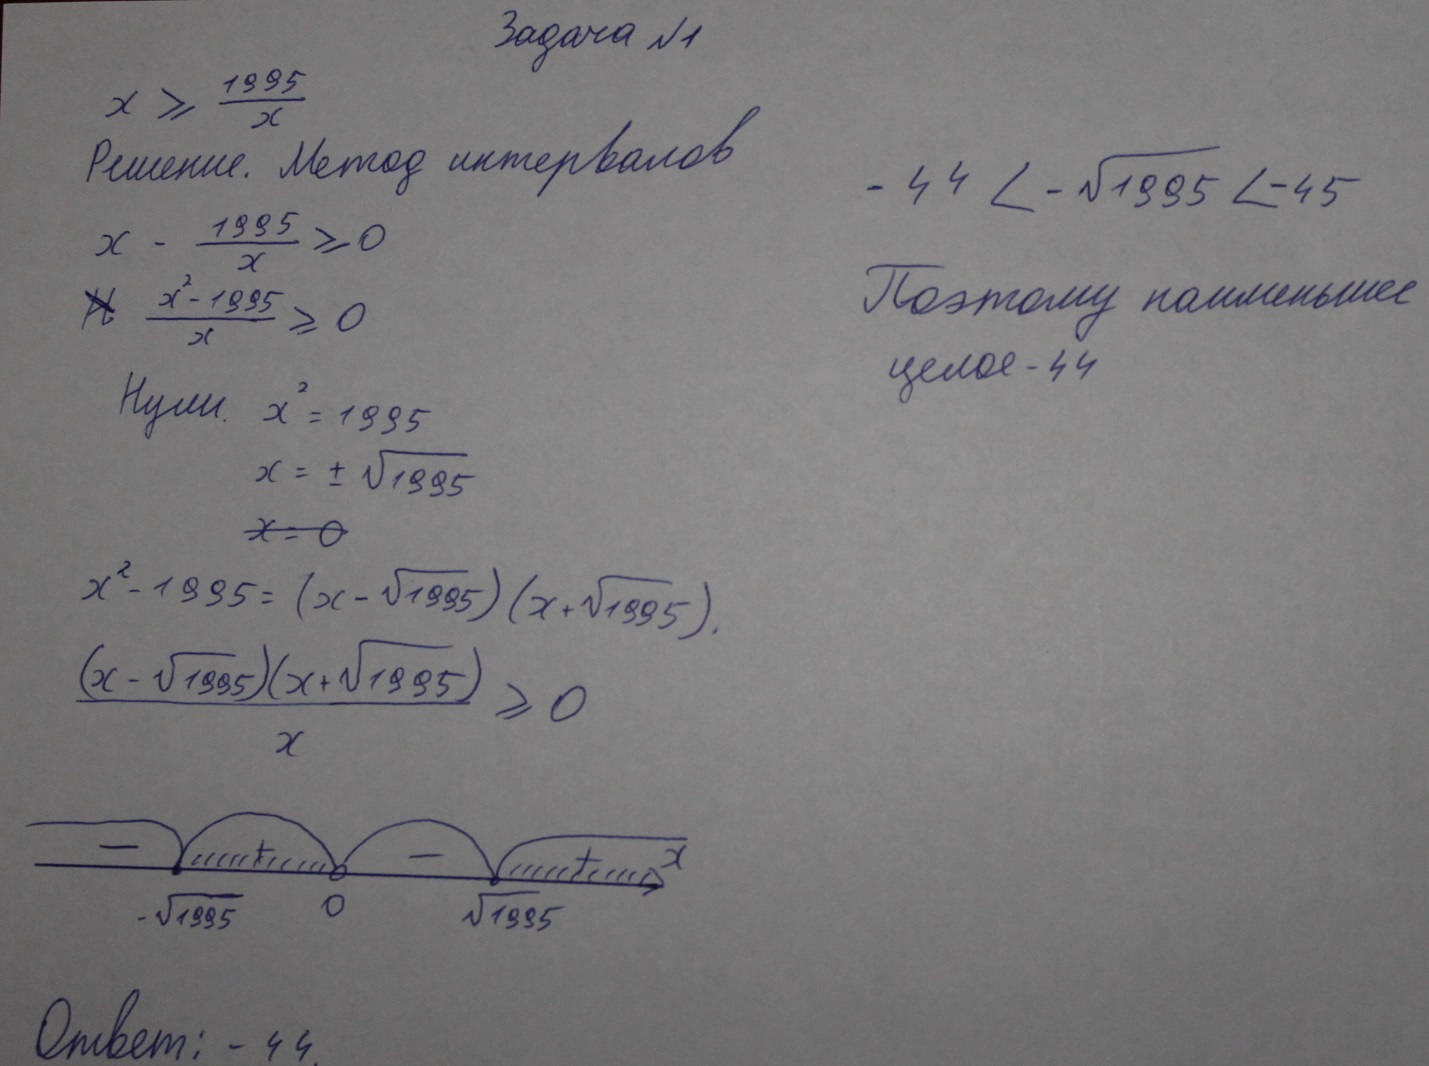 Задача №1
x ⩾ 1995/x
Решение. Метод интервалов
x - 1995/x ⩾ 0
(x² - 1995)/x ⩾ 0
Нули. x² = 1995
x = ± √1995
x = 0
x² - 1995 = (x - √1995)(x + √1995).
(x - √1995)(x + √1995)/x ⩾ 0
− + − + x
-√1995 0 √1995
Ответ: - 44.
- 44 < - √1995 < -45
Поэтому наименьшее
целое - 44